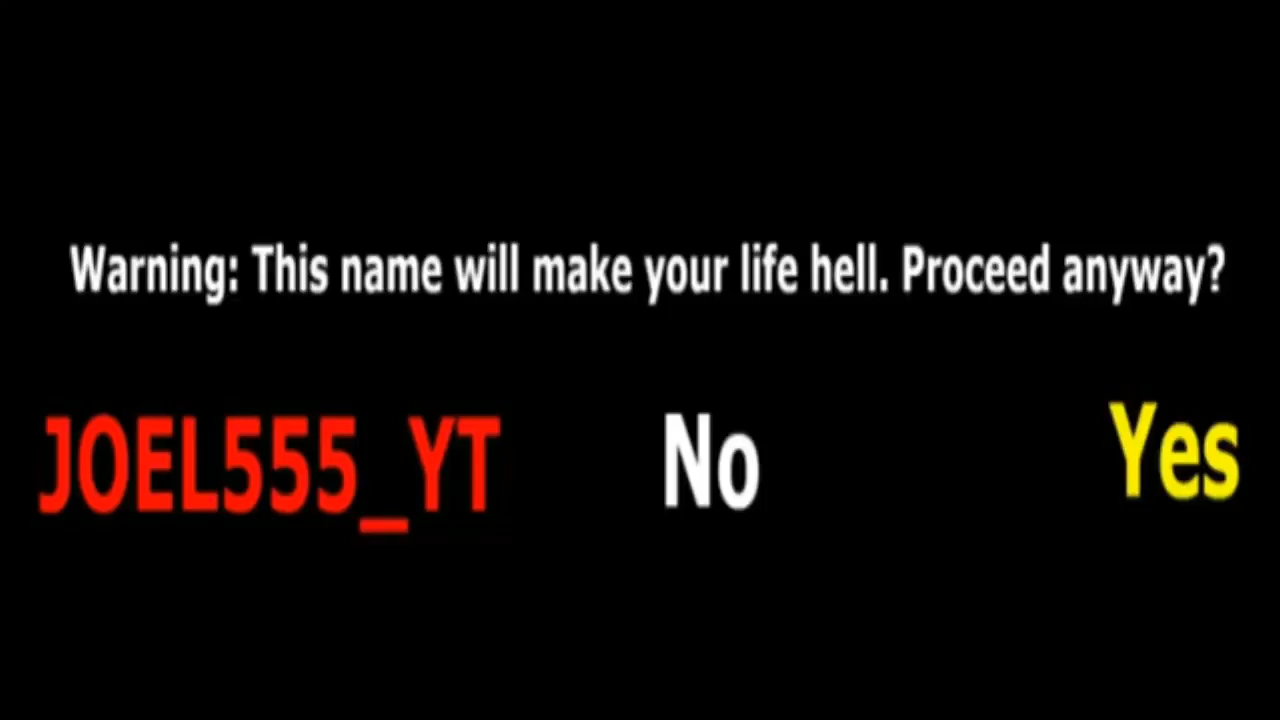 Warning: This name will make your life hell. Proceed anyway?
JOEL555_YT No Yes